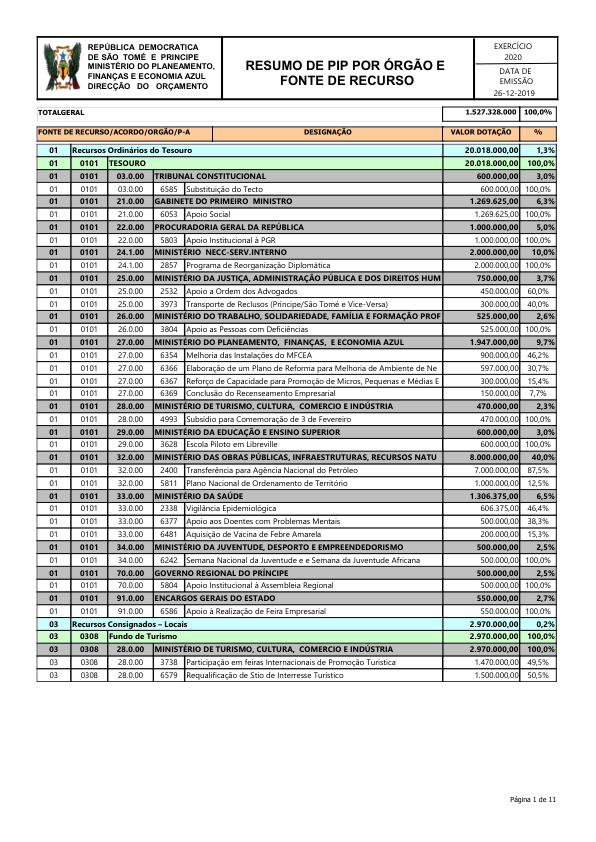 REPÚBLICA DEMOCRATICA
DE SÃO TOMÉ E PRINCIPE
MINISTÉRIO DO PLANEAMENTO,
FINANÇAS E ECONOMIA AZUL
DIRECÇÃO DO ORÇAMENTO
RESUMO DE PIP POR ÓRGÃO E
FONTE DE RECURSO
EXERCÍCIO
2020
DATA DE
EMISSÃO
26-12-2019
TOTALGERAL 1.527.328.000 100,0%
FONTE DE RECURSO/ACORDO/ORGÃO/P-A DESIGNAÇÃO VALOR DOTAÇÃO %
01 Recursos Ordinários do Tesouro 20.018.000,00 1,3%
01 0101 TESOURO 20.018.000,00 100,0%
01 0101 03.0.00 TRIBUNAL CONSTITUCIONAL 600.000,00 3,0%
01 0101 03.0.00 6585 Substituição do Tecto 600.000,00 100,0%
01 0101 21.0.00 GABINETE DO PRIMEIRO MINISTRO 1.269.625,00 6,3%
01 0101 21.0.00 6053 Apoio Social 1.269.625,00 100,0%
01 0101 22.0.00 PROCURADORIA GERAL DA REPÚBLICA 1.000.000,00 5,0%
01 0101 22.0.00 5803 Apoio Institucional à PGR 1.000.000,00 100,0%
01 0101 24.1.00 MINISTÉRIO NECC-SERV.INTERNO 2.000.000,00 10,0%
01 0101 24.1.00 2857 Programa de Reorganização Diplomática 2.000.000,00 100,0%
01 0101 25.0.00 MINISTÉRIO DA JUSTIÇA, ADMINISTRAÇÃO PÚBLICA E DOS DIREITOS HUM 750.000,00 3,7%
01 0101 25.0.00 2532 Apoio a Ordem dos Advogados 450.000,00 60,0%
01 0101 25.0.00 3973 Transporte de Reclusos (Príncipe/São Tomé e Vice-Versa) 300.000,00 40,0%
01 0101 26.0.00 MINISTÉRIO DO TRABALHO, SOLIDARIEDADE, FAMÍLIA E FORMAÇÃO PROF 525.000,00 2,6%
01 0101 26.0.00 3804 Apoio as Pessoas com Deficiências 525.000,00 100,0%
01 0101 27.0.00 MINISTÉRIO DO PLANEAMENTO, FINANÇAS, E ECONOMIA AZUL 1.947.000,00 9,7%
01 0101 27.0.00 6354 Melhoria das Instalações do MFCEA 900.000,00 46,2%
01 0101 27.0.00 6366 Elaboração de um Plano de Reforma para Melhoria de Ambiente de Ne 597.000,00 30,7%
01 0101 27.0.00 6367 Reforço de Capacidade para Promoção de Micros, Pequenas e Médias E 300.000,00 15,4%
01 0101 27.0.00 6369 Conclusão do Recenseamento Empresarial 150.000,00 7,7%
01 0101 28.0.00 MINISTÉRIO DE TURISMO, CULTURA, COMERCIO E INDÚSTRIA 470.000,00 2,3%
01 0101 28.0.00 4993 Subsídio para Comemoração de 3 de Fevereiro 470.000,00 100,0%
01 0101 29.0.00 MINISTÉRIO DA EDUCAÇÃO E ENSINO SUPERIOR 600.000,00 3,0%
01 0101 29.0.00 3628 Escola Piloto em Libreville 600.000,00 100,0%
01 0101 32.0.00 MINISTÉRIO DAS OBRAS PÚBLICAS, INFRAESTRUTURAS, RECURSOS NATU 8.000.000,00 40,0%
01 0101 32.0.00 2400 Transferência para Agência Nacional do Petróleo 7.000.000,00 87,5%
01 0101 32.0.00 5811 Plano Nacional de Ordenamento de Território 1.000.000,00 12,5%
01 0101 33.0.00 MINISTÉRIO DA SAÚDE 1.306.375,00 6,5%
01 0101 33.0.00 2338 Vigilância Epidemiológica 606.375,00 46,4%
01 0101 33.0.00 6377 Apoio aos Doentes com Problemas Mentais 500.000,00 38,3%
01 0101 33.0.00 6481 Aquisição de Vacina de Febre Amarela 200.000,00 15,3%
01 0101 34.0.00 MINISTÉRIO DA JUVENTUDE, DESPORTO E EMPREENDEDORISMO 500.000,00 2,5%
01 0101 34.0.00 6242 Semana Nacional da Juventude e e Semana da Juventude Africana 500.000,00 100,0%
01 0101 70.0.00 GOVERNO REGIONAL DO PRÍNCIPE 500.000,00 2,5%
01 0101 70.0.00 5804 Apoio Institucional à Assembleia Regional 500.000,00 100,0%
01 0101 91.0.00 ENCARGOS GERAIS DO ESTADO 550.000,00 2,7%
01 0101 91.0.00 6586 Apoio à Realização de Feira Empresarial 550.000,00 100,0%
03 Recursos Consignados – Locais 2.970.000,00 0,2%
03 0308 Fundo de Turismo 2.970.000,00 100,0%
03 0308 28.0.00 MINISTÉRIO DE TURISMO, CULTURA, COMERCIO E INDÚSTRIA 2.970.000,00 100,0%
03 0308 28.0.00 3738 Participação em feiras Internacionais de Promoção Turística 1.470.000,00 49,5%
03 0308 28.0.00 6579 Requalificação de Stio de Interresse Turístico 1.500.000,00 50,5%
Página 1 de 11